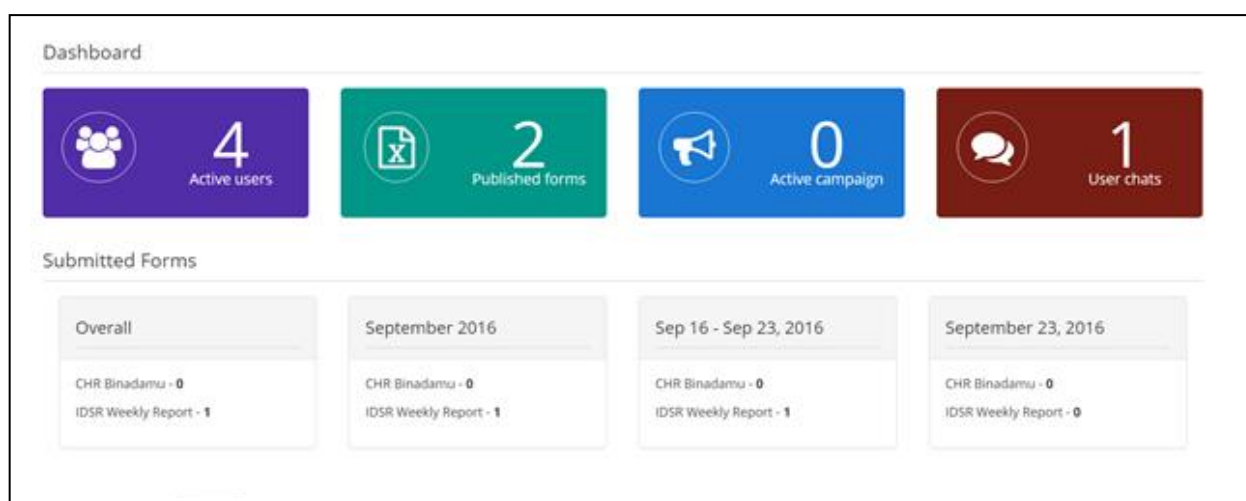 Dashboard
4
Active users
2
Published forms
0
Active campaign
1
User chats
Submitted Forms
Overall
CHR Binadamu - 0
IDSR Weekly Report - 1
September 2016
CHR Binadamu - 0
IDSR Weekly Report - 1
Sep 16 - Sep 23, 2016
CHR Binadamu - 0
IDSR Weekly Report - 1
September 23, 2016
CHR Binadamu - 0
IDSR Weekly Report - 0